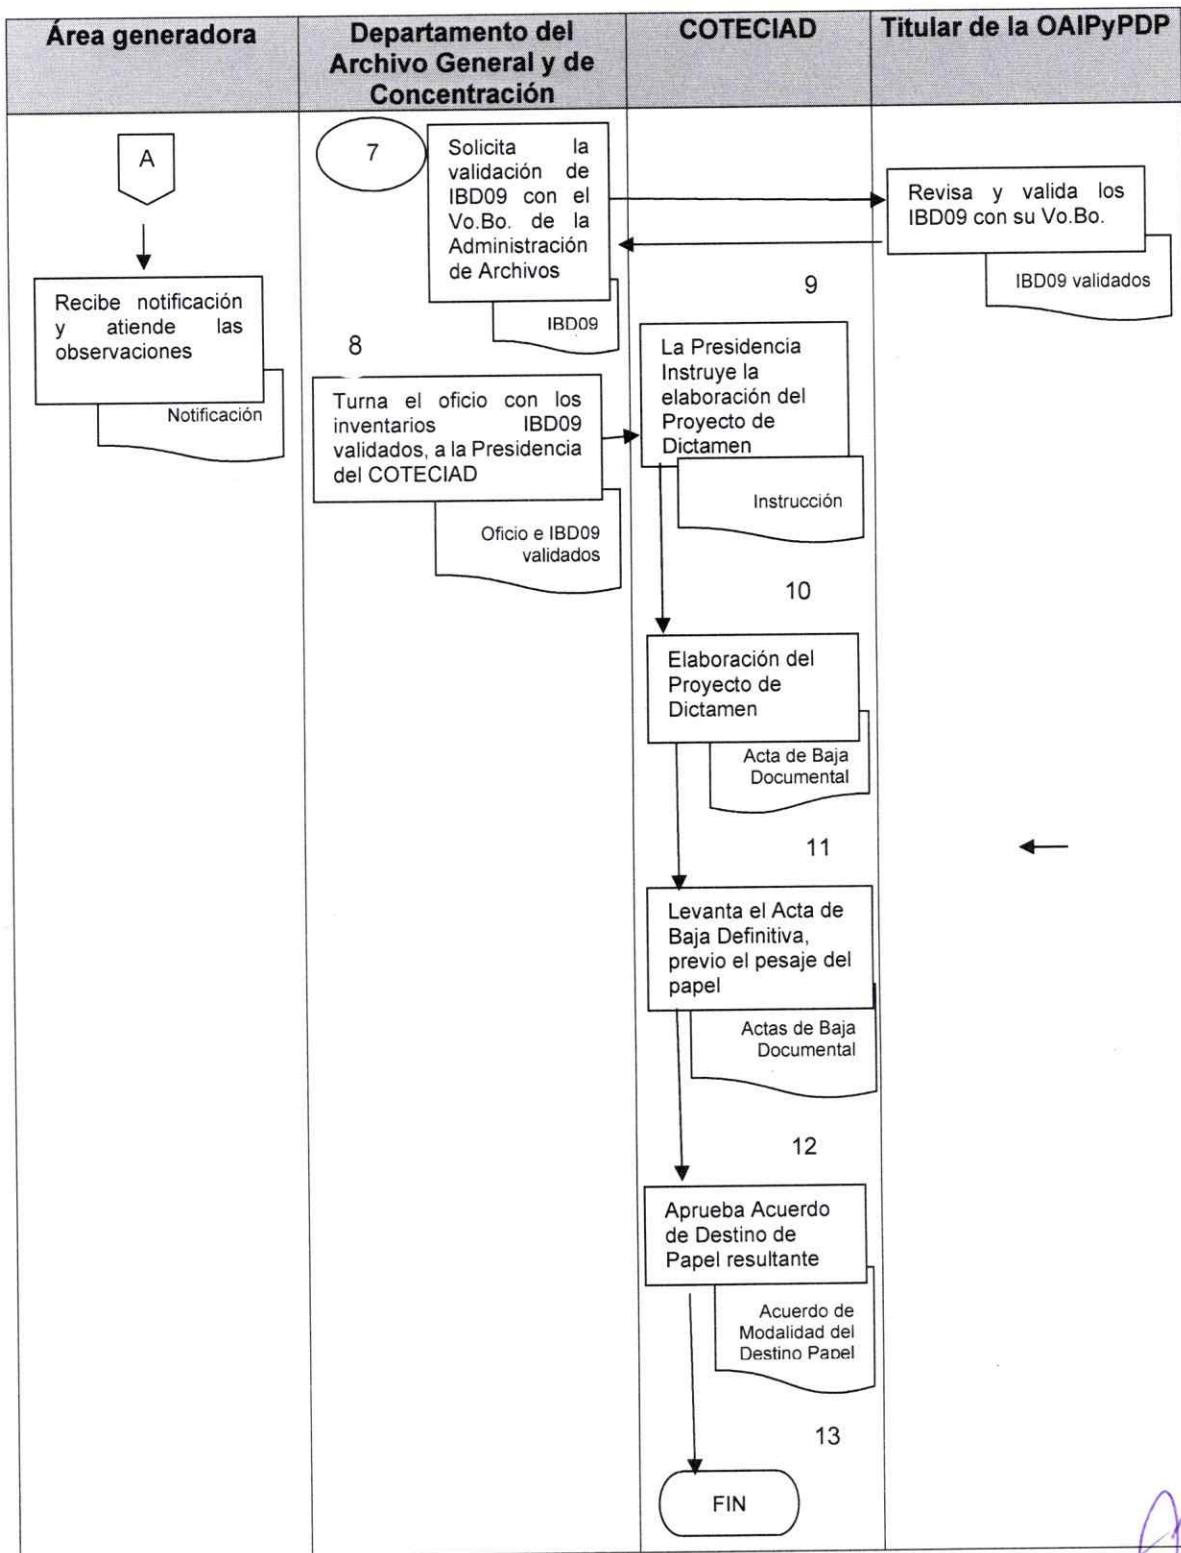 Área generadora
Departamento del
Archivo General y de
Concentración
COTECIAD
Titular de la OAIPyPDP
A
Recibe notificación
y atiende las
observaciones
Notificación
7
Solicita la
validación de
IBD09 con el
Vo.Bo. de la
Administración
de Archivos
IBD09
Revisa y valida los
IBD09 con su Vo.Bo.
IBD09 validados
8
Turna el oficio con los
inventarios IBD09
validados, a la Presidencia
del COTECIAD
Oficio e IBD09
validados
9
La Presidencia
Instruye la
elaboración del
Proyecto de
Dictamen
Instrucción
10
Elaboración del
Proyecto de
Dictamen
Acta de Baja
Documental
11
Levanta el Acta de
Baja Definitiva,
previo el pesaje del
papel
Actas de Baja
Documental
12
Aprueba Acuerdo
de Destino de
Papel resultante
Acuerdo de
Modalidad del
Destino Papel
13
FIN